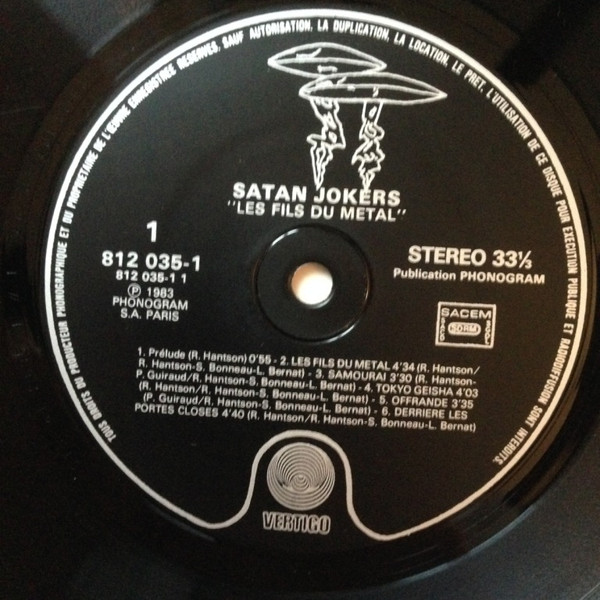 TOUS DROITS DU PRODUCTEUR PHONOGRAPHIQUE ET DU PROPRIETAIRE DE L'ŒUVRE ENREGISTREE RESERVES. SAUF AUTORISATION, LA DUPLICATION, LA LOCATION, LE PRET, L'UTILISATION DE CE DISQUE POUR EXECUTION PUBLIQUE ET RADIODIFFUSION SONT INTERDITS.
SATAN JOKERS
"LES FILS DU METAL"
1
812 035-1
812 035-1 1
℗ 1983
PHONOGRAM
S.A. PARIS
STEREO 33⅓
Publication PHONOGRAM
SACEM
SACD SDRM SGDL
1. Prélude (R. Hantson) 0'55 - 2. LES FILS DU METAL 4'34 (R. Hantson/
R. Hantson-S. Bonneau-L. Bernat) - 3. SAMOURAI 3'30 (R. Hantson-
P. Guiraud/R. Hantson-S. Bonneau-L. Bernat) - 4. TOKYO GEISHA 4'03
(R. Hantson/R. Hantson-S. Bonneau-L. Bernat) - 5. OFFRANDE 3'35
(P. Guiraud/R. Hantson-S. Bonneau-L. Bernat) - 6. DERRIERE LES
PORTES CLOSES 4'40 (R. Hantson/R. Hantson-S. Bonneau-L. Bernat)
VERTIGO